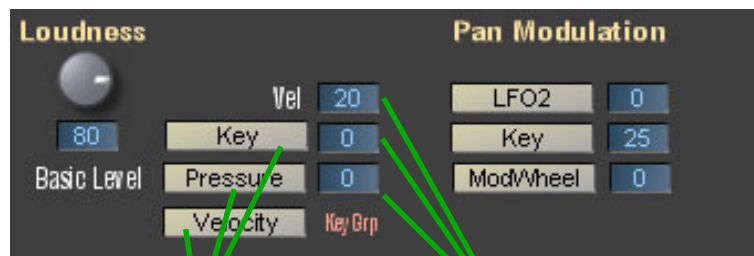 Loudness Pan Modulation
Vel 20 LFO2 0
80 Key 0 Key 25
Basic Level Pressure 0 ModWheel 0
Velocity Key Grp